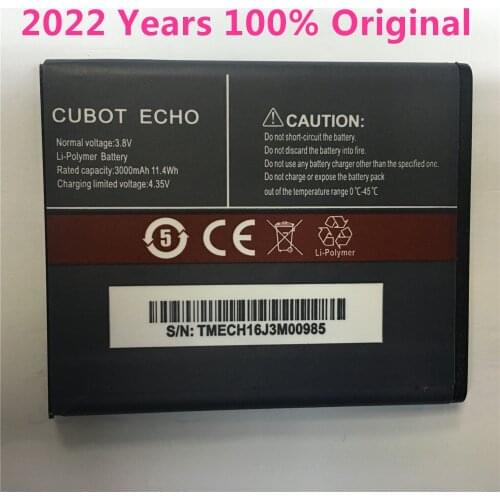 2022 Years 100% Original
CUBOT ECHO
Normal voltage:3.8V
Li-Polymer Battery
Rated capacity:3000mAh 11.4Wh
Charging limited voltage:4.35V
CAUTION:
Do not short-circuit the battery.
Do not discard the battery.
Do not use any battery charger other than the specified onc.
Do not charge or expose the battery pack
out of the temperature range 0℃-45℃
5
CE
Li-Polymer
S/N: TMECH16J3M00985